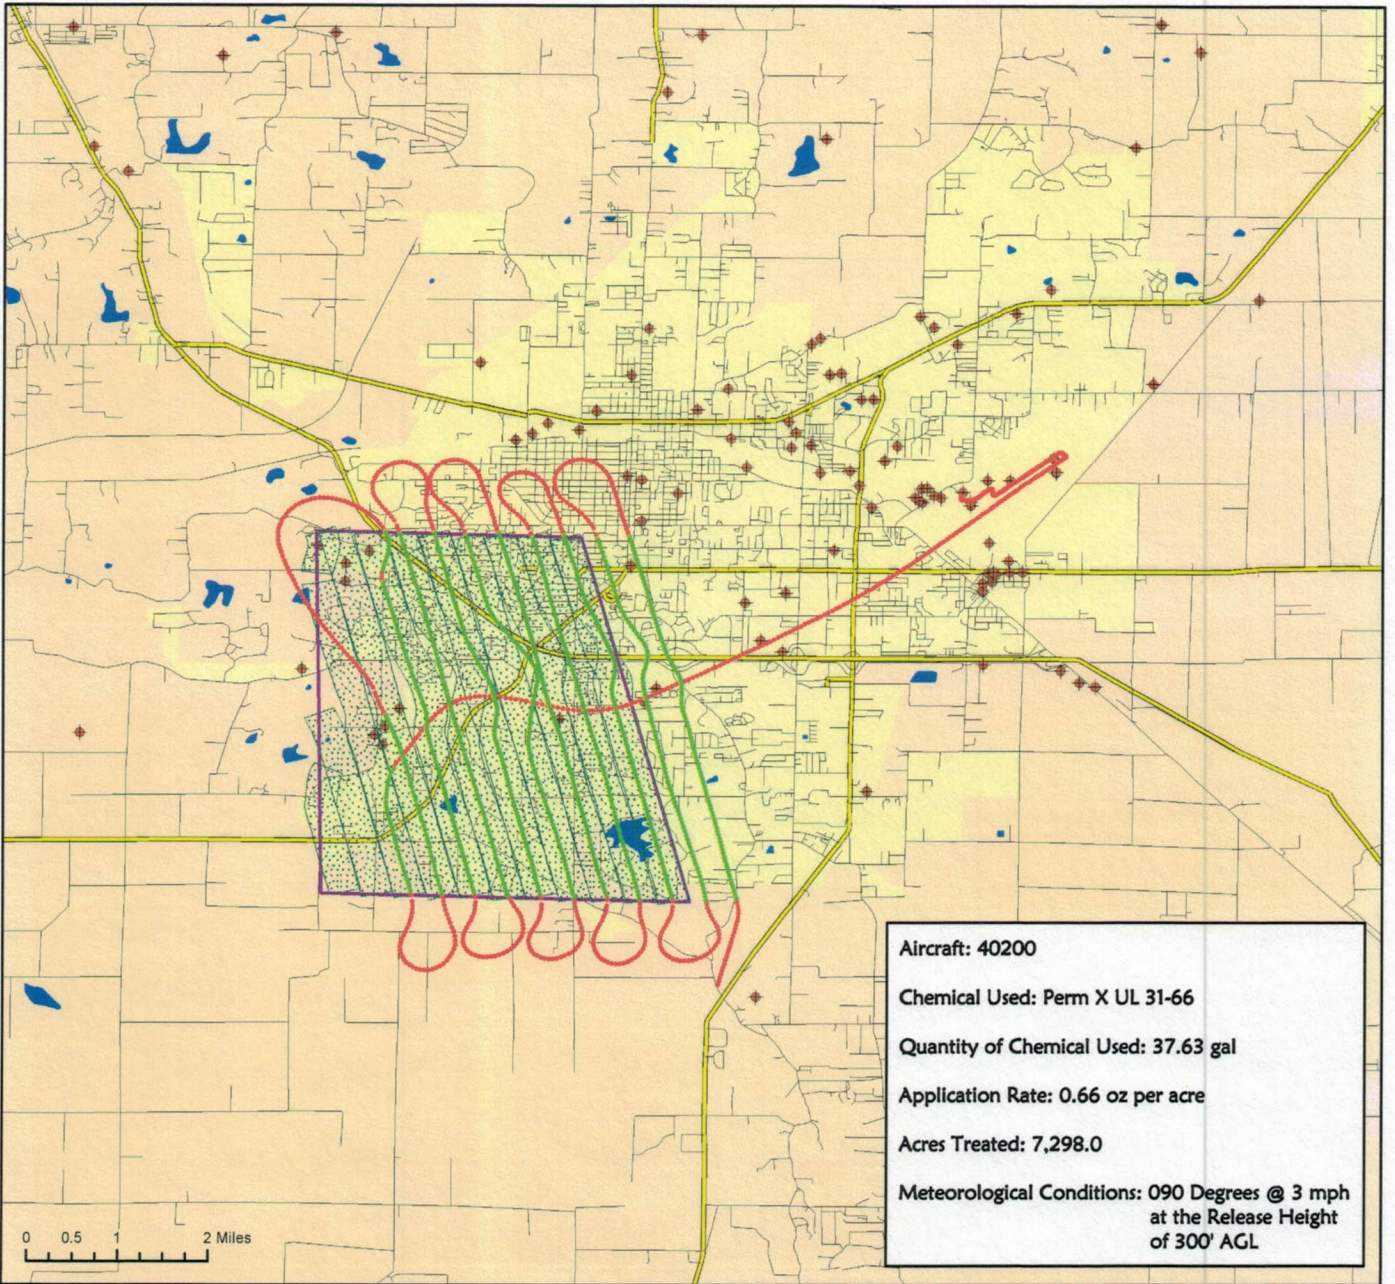 Aircraft: 40200
Chemical Used: Perm X UL 31-66
Quantity of Chemical Used: 37.63 gal
Application Rate: 0.66 oz per acre
Acres Treated: 7,298.0
Meteorological Conditions: 090 Degrees @ 3 mph
at the Release Height
of 300' AGL
0 0.5 1 2 Miles